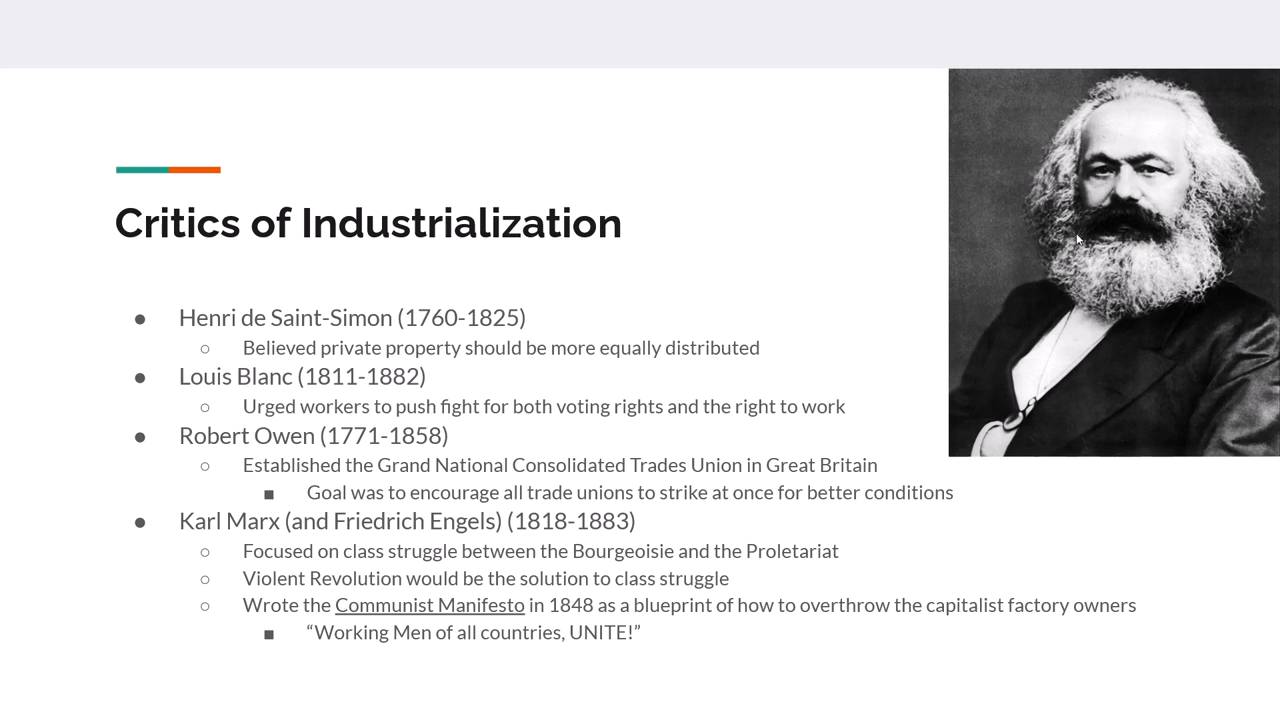 Critics of Industrialization
● Henri de Saint-Simon (1760-1825)
○ Believed private property should be more equally distributed
● Louis Blanc (1811-1882)
○ Urged workers to push fight for both voting rights and the right to work
● Robert Owen (1771-1858)
○ Established the Grand National Consolidated Trades Union in Great Britain
■ Goal was to encourage all trade unions to strike at once for better conditions
● Karl Marx (and Friedrich Engels) (1818-1883)
○ Focused on class struggle between the Bourgeoisie and the Proletariat
○ Violent Revolution would be the solution to class struggle
○ Wrote the Communist Manifesto in 1848 as a blueprint of how to overthrow the capitalist factory owners
■ “Working Men of all countries, UNITE!”